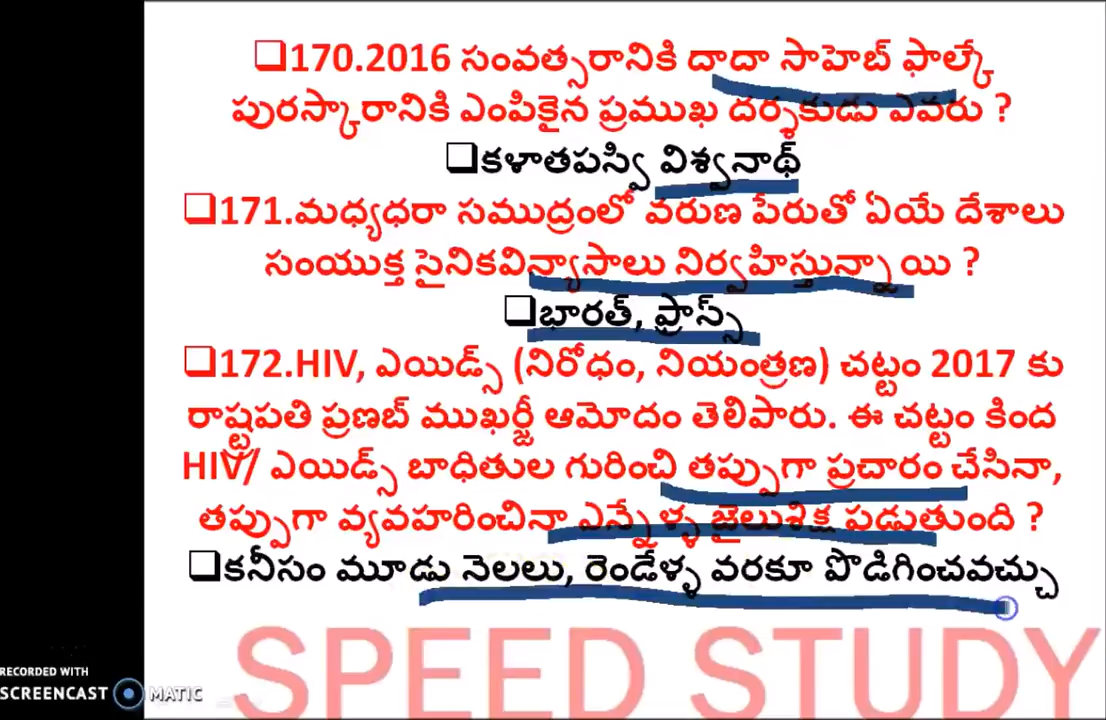 ❑170.2016 సంవత్సరానికి దాదా సాహెబ్ ఫాల్కే
పురస్కారానికి ఎంపికైన ప్రముఖ దర్శకుడు ఎవరు ?
❑కళాతపస్వి విశ్వనాథ్
❑171.మధ్యధరా సముద్రంలో వరుణ పేరుతో ఏయే దేశాలు
సంయుక్త సైనికవిన్యాసాలు నిర్వహిస్తున్నాయి ?
❑భారత్, ఫ్రాన్స్
❑172.HIV, ఎయిడ్స్ (నిరోధం, నియంత్రణ) చట్టం 2017 కు
రాష్ట్రపతి ప్రణబ్ ముఖర్జీ ఆమోదం తెలిపారు. ఈ చట్టం కింద
HIV/ ఎయిడ్స్ బాధితుల గురించి తప్పుగా ప్రచారం చేసినా,
తప్పుగా వ్యవహరించినా ఎన్నేళ్ళ జైలుశిక్ష పడుతుంది ?
❑కనీసం మూడు నెలలు, రెండేళ్ళ వరకూ పొడిగించవచ్చు
SPEED STUDY
RECORDED WITH
SCREENCAST MATIC